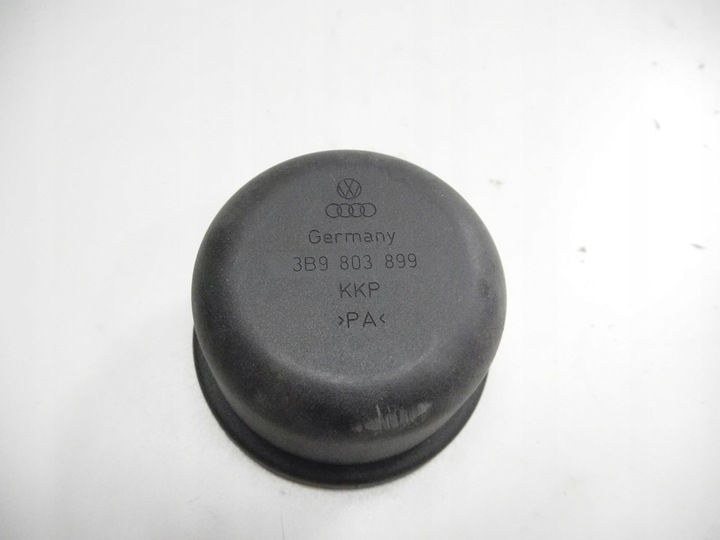 Germany
3B9 803 899
KKP
>PA<